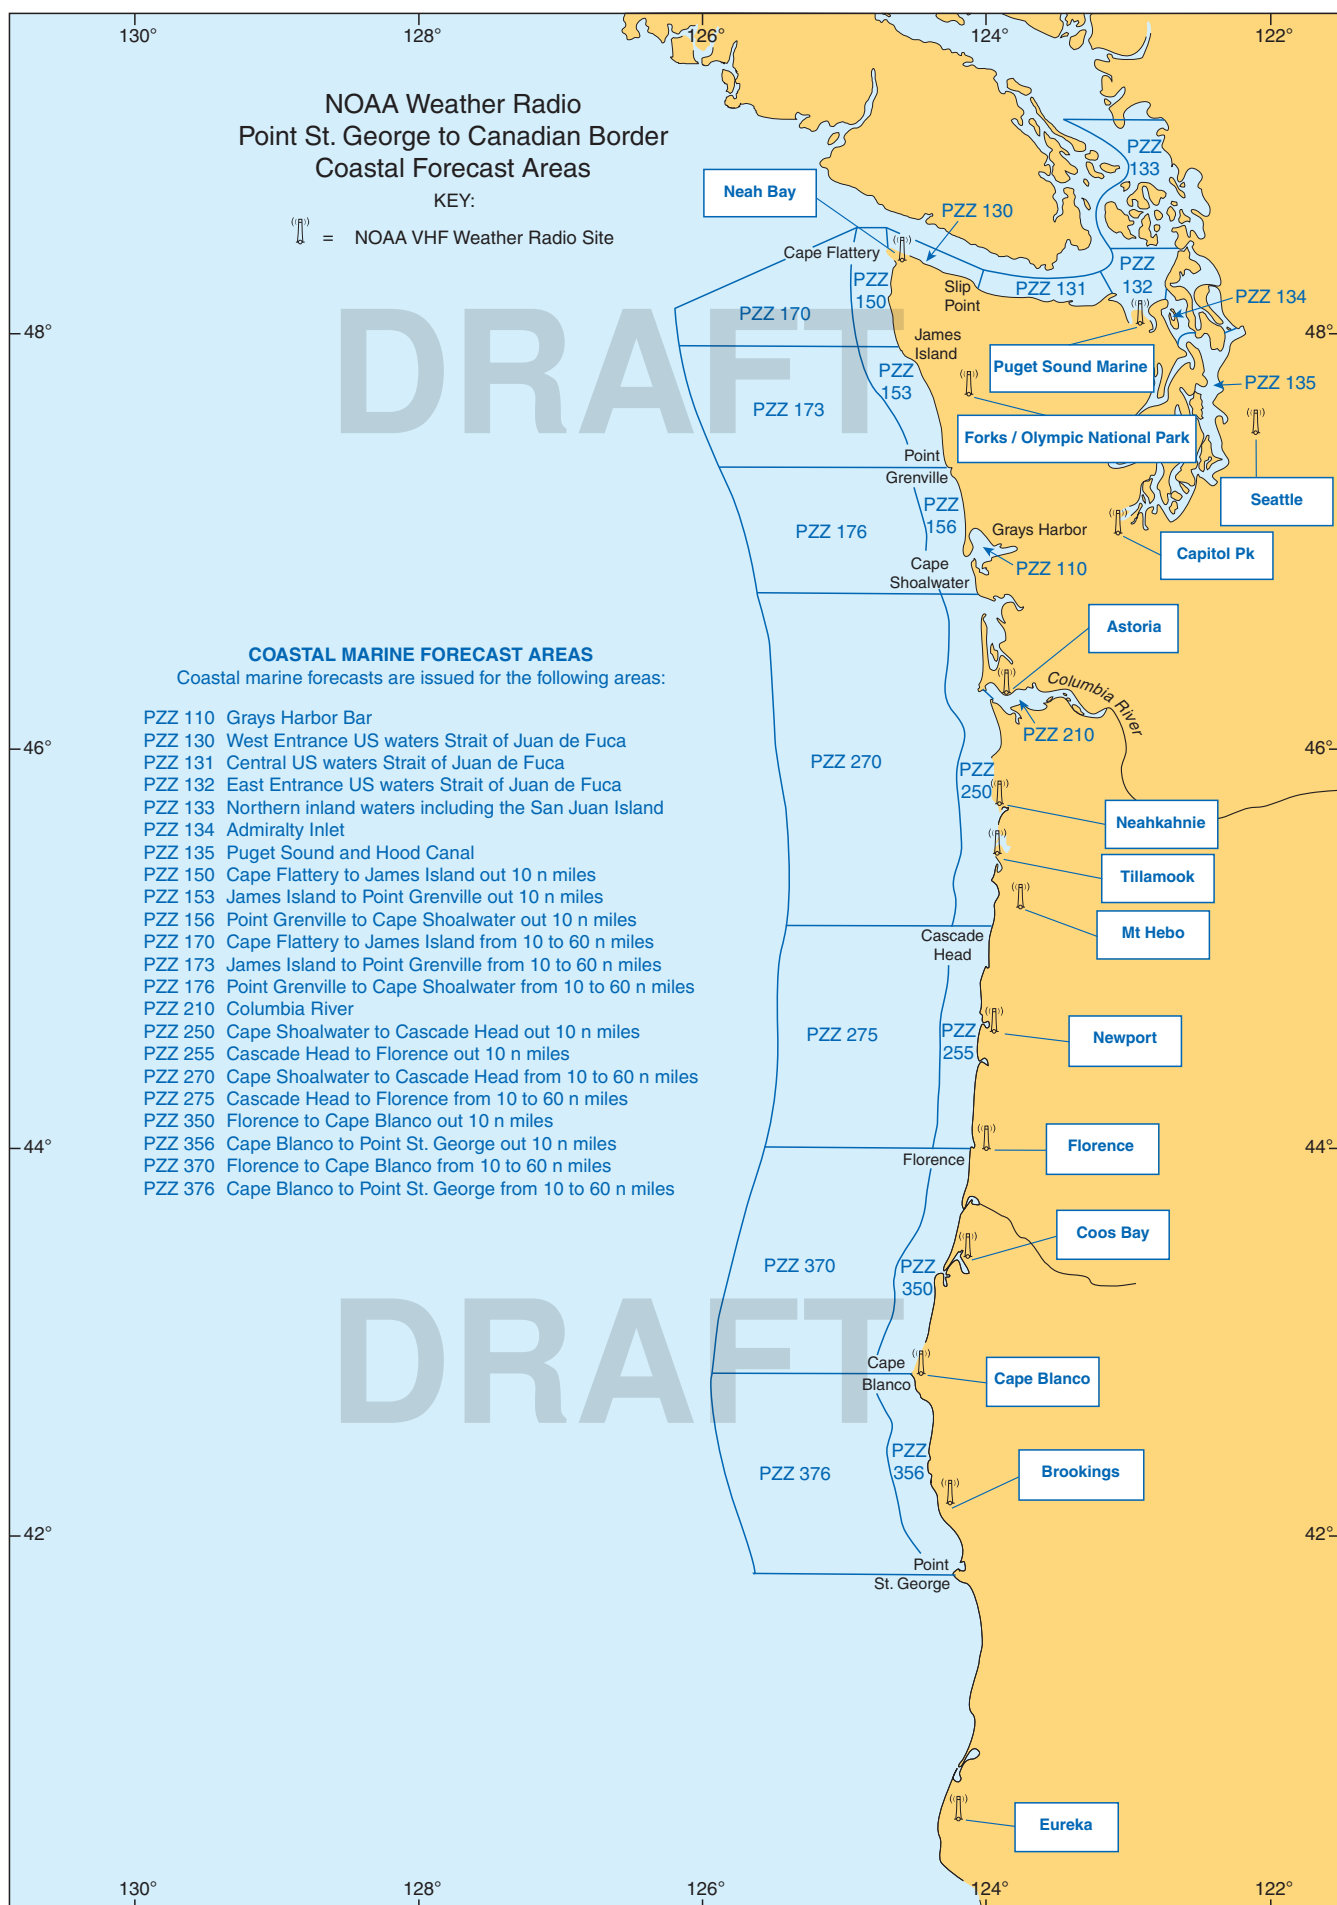 130°
128°
126°
124°
122°
NOAA Weather Radio
Point St. George to Canadian Border
Coastal Forecast Areas
KEY:
= NOAA VHF Weather Radio Site
PZZ
133
Neah Bay
PZZ 130
Cape Flattery
PZZ
132
PZZ
150
Slip
Point
PZZ 131
PZZ 134
PZZ 170
DRAFT
48°
48°
James
Island
Puget Sound Marine
PZZ
153
PZZ 135
PZZ 173
Forks / Olympic National Park
Point
Grenville
Seattle
PZZ
156
PZZ 176
Grays Harbor
Capitol Pk
PZZ 110
Cape
Shoalwater
Astoria
COASTAL MARINE FORECAST AREAS
Coastal marine forecasts are issued for the following areas:
PZZ 110 Grays Harbor Bar
PZZ 130 West Entrance US waters Strait of Juan de Fuca
PZZ 131 Central US waters Strait of Juan de Fuca
PZZ 132 East Entrance US waters Strait of Juan de Fuca
PZZ 133 Northern inland waters including the San Juan Island
PZZ 134 Admiralty Inlet
PZZ 135 Puget Sound and Hood Canal
PZZ 150 Cape Flattery to James Island out 10 n miles
PZZ 153 James Island to Point Grenville out 10 n miles
PZZ 156 Point Grenville to Cape Shoalwater out 10 n miles
PZZ 170 Cape Flattery to James Island from 10 to 60 n miles
PZZ 173 James Island to Point Grenville from 10 to 60 n miles
PZZ 176 Point Grenville to Cape Shoalwater from 10 to 60 n miles
PZZ 210 Columbia River
PZZ 250 Cape Shoalwater to Cascade Head out 10 n miles
PZZ 255 Cascade Head to Florence out 10 n miles
PZZ 270 Cape Shoalwater to Cascade Head from 10 to 60 n miles
PZZ 275 Cascade Head to Florence from 10 to 60 n miles
PZZ 350 Florence to Cape Blanco out 10 n miles
PZZ 356 Cape Blanco to Point St. George out 10 n miles
PZZ 370 Florence to Cape Blanco from 10 to 60 n miles
PZZ 376 Cape Blanco to Point St. George from 10 to 60 n miles
Columbia River
PZZ 210
46°
46°
PZZ 270
PZZ
250
Neahkahnie
Tillamook
Mt Hebo
Cascade
Head
PZZ 275
PZZ
255
Newport
44°
44°
Florence
Florence
Coos Bay
PZZ 370
PZZ
350
DRAFT
Cape
Blanco
Cape Blanco
PZZ 376
PZZ
356
Brookings
42°
42°
Point
St. George
Eureka
130°
128°
126°
124°
122°